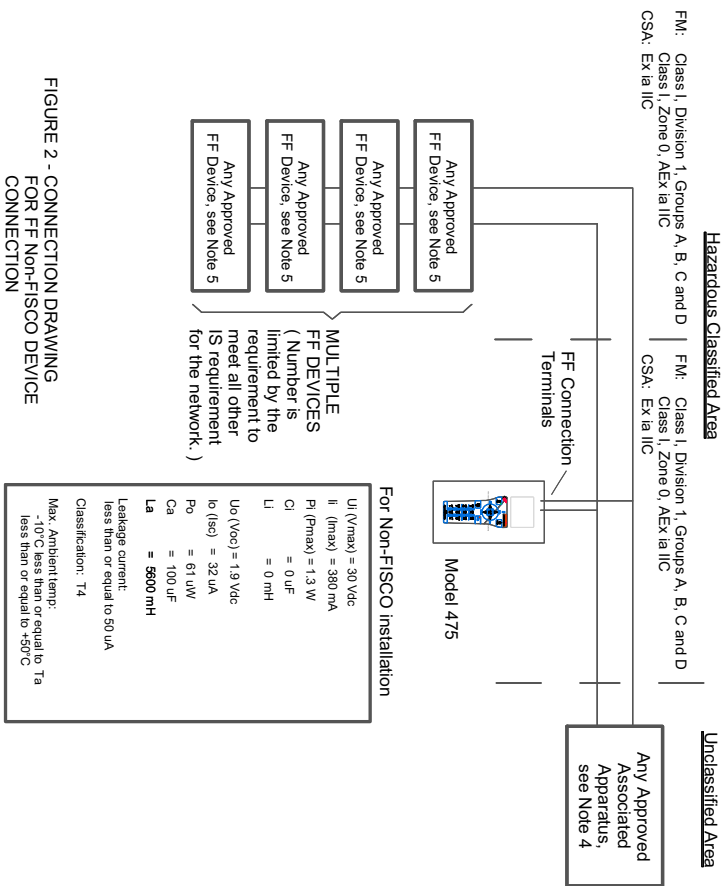 Hazardous Classified Area
Unclassified Area
FM: Class I, Division 1, Groups A, B, C and D
Class I, Zone 0, AEx ia IIC
CSA: Ex ia IIC
FM: Class I, Division 1, Groups A, B, C and D
Class I, Zone 0, AEx ia IIC
CSA: Ex ia IIC
Any Approved
Associated
Apparatus,
see Note 4
FF Connection
Terminals
Model 475
Any Approved
FF Device, see Note 5
Any Approved
FF Device, see Note 5
Any Approved
FF Device, see Note 5
Any Approved
FF Device, see Note 5
MULTIPLE
FF DEVICES
( Number is
limited by the
requirement to
meet all other
IS requirement
for the network. )
For Non-FISCO installation
Ui (Vmax) = 30 Vdc
Ii (Imax) = 380 mA
Pi (Pmax) = 1.3 W
Ci = 0 uF
Li = 0 mH
Uo (Voc) = 1.9 Vdc
Io (Isc) = 32 uA
Po = 61 uW
Ca = 100 uF
La = 5600 mH
Leakage current:
less than or equal to 50 uA
Classification: T4
Max. Ambient temp:
-10°C less than or equal to Ta
less than or equal to +50°C
FIGURE 2 - CONNECTION DRAWING
FOR FF Non-FISCO DEVICE
CONNECTION